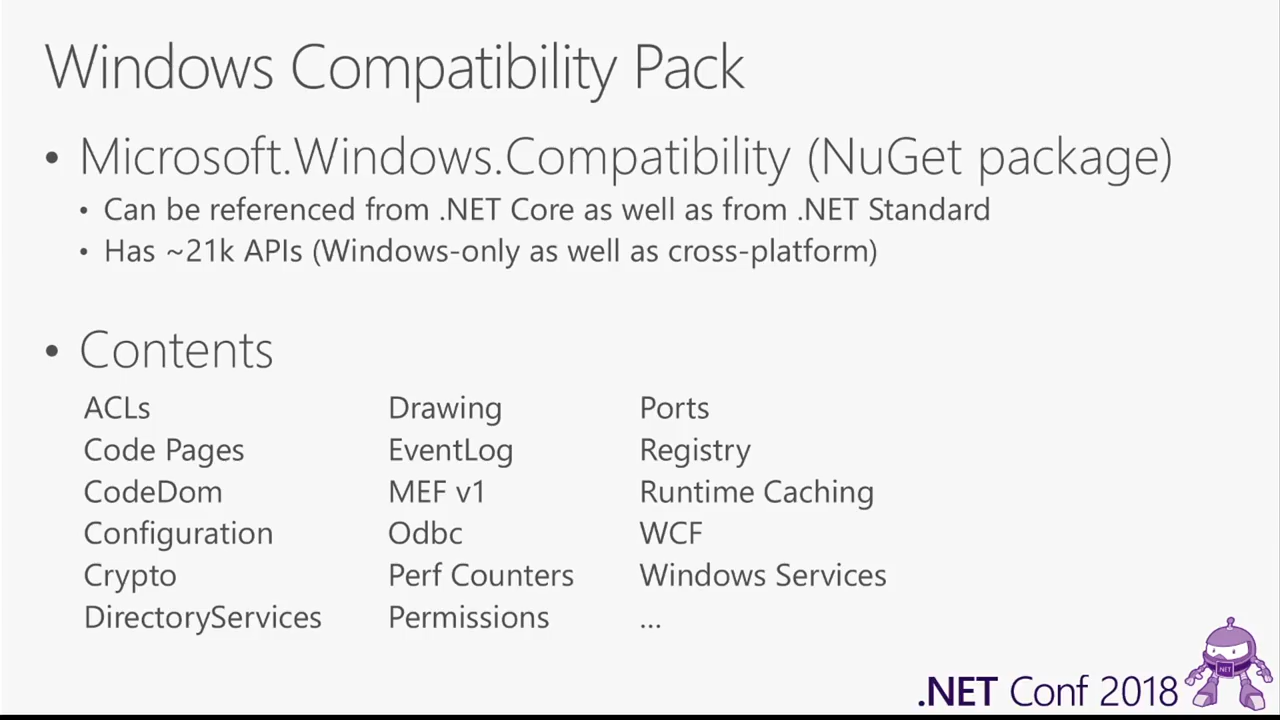 Windows Compatibility Pack
• Microsoft.Windows.Compatibility (NuGet package)
• Can be referenced from .NET Core as well as from .NET Standard
• Has ~21k APIs (Windows-only as well as cross-platform)
• Contents
ACLs
Code Pages
CodeDom
Configuration
Crypto
DirectoryServices
Drawing
EventLog
MEF v1
Odbc
Perf Counters
Permissions
Ports
Registry
Runtime Caching
WCF
Windows Services
...
.NET Conf 2018
.NET